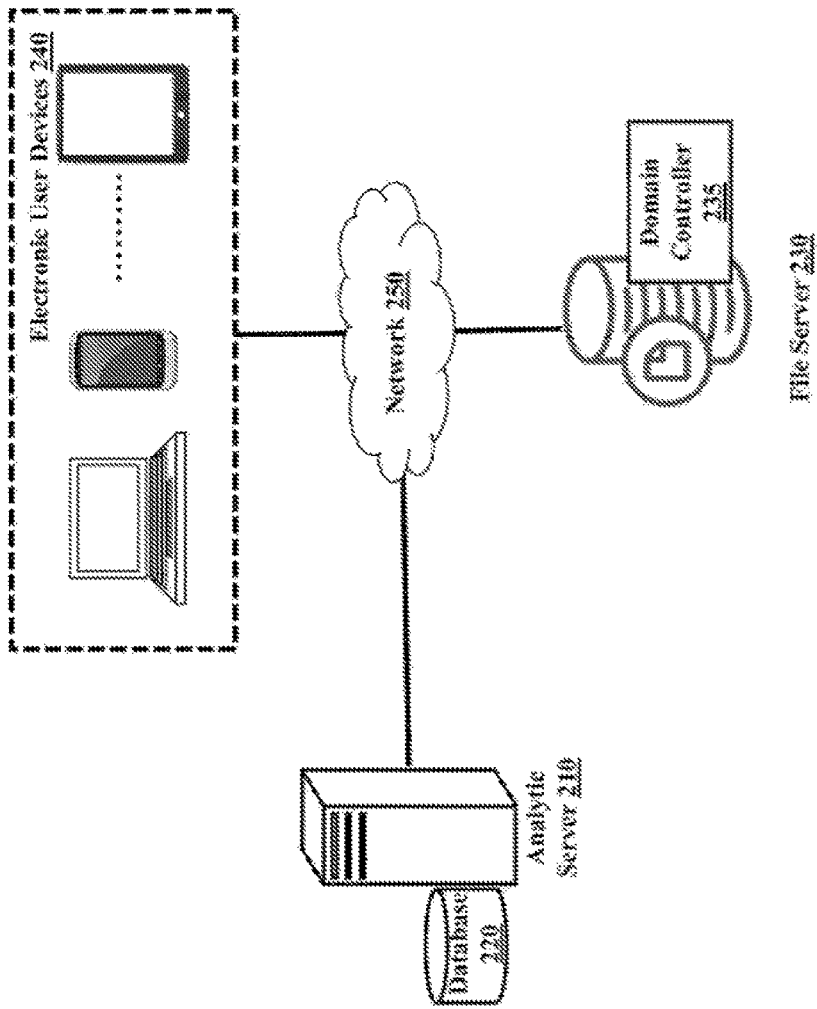 Electronic User Devices 240
Network 250
Domain
Controller
235
File Server 230
Analytic
Server 210
Database
220